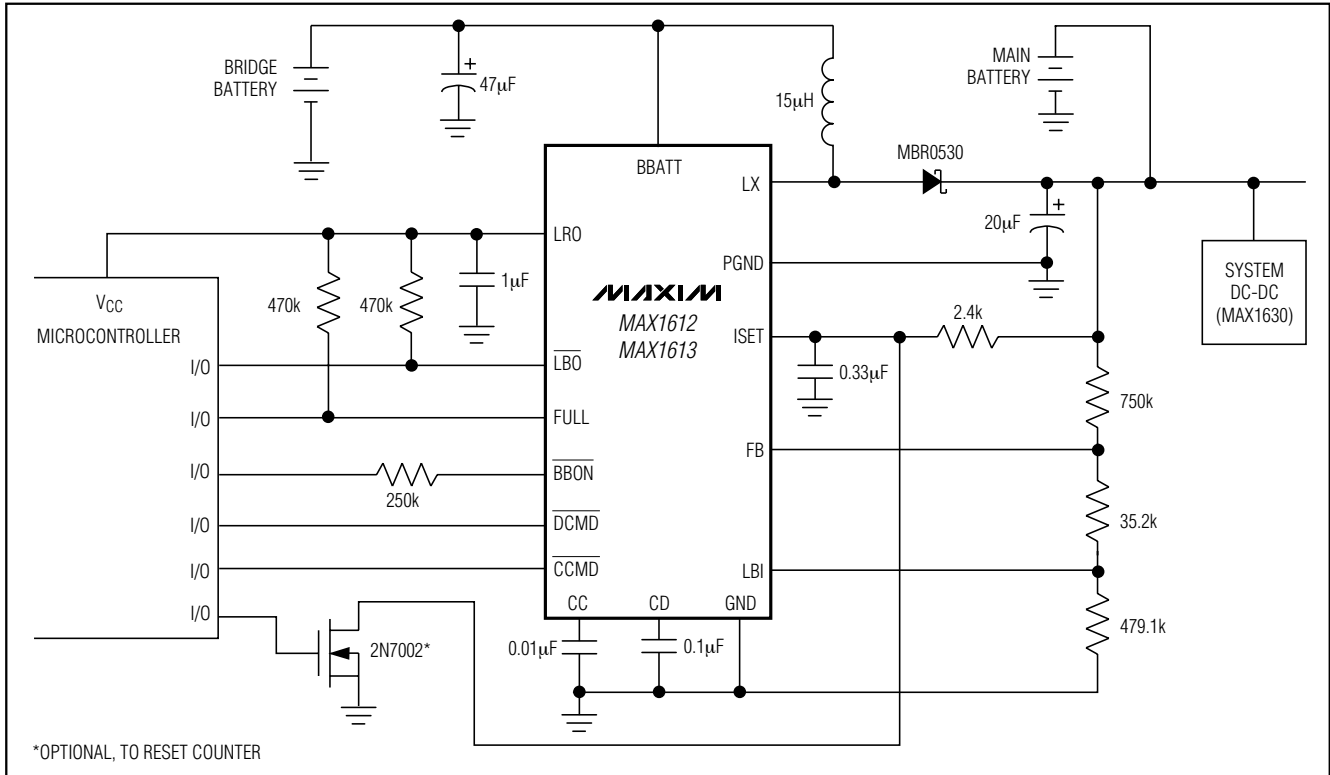 BRIDGE
BATTERY
+
47µF
15µH
MAIN
BATTERY
MBR0530
BBATT
LX
20µF
+
SYSTEM
DC-DC
(MAX1630)
LRO
PGND
1µF
470k
470k
VCC
MICROCONTROLLER
MAXIM
MAX1612
MAX1613
ISET
2.4k
0.33µF
750k
I/O
LBO
I/O
FULL
FB
I/O
250k
BBON
35.2k
I/O
DCMD
I/O
CCMD
LBI
I/O
CC
CD
GND
479.1k
2N7002*
0.01µF
0.1µF
*OPTIONAL, TO RESET COUNTER